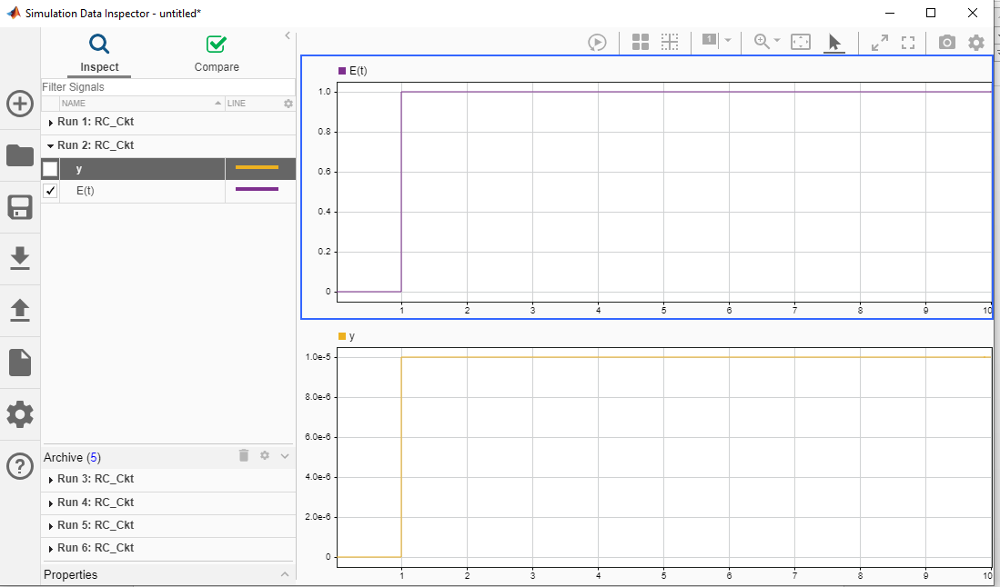 Simulation Data Inspector - untitled*
Inspect
Compare
Filter Signals
NAME
LINE
Run 1: RC_Ckt
Run 2: RC_Ckt
y
E(t)
Archive (5)
Run 3: RC_Ckt
Run 4: RC_Ckt
Run 5: RC_Ckt
Run 6: RC_Ckt
Properties
1
E(t)
1.0
0.8
0.6
0.4
0.2
0
1 2 3 4 5 6 7 8 9 10
y
1.0e-5
8.0e-6
6.0e-6
4.0e-6
2.0e-6
0
1 2 3 4 5 6 7 8 9 10